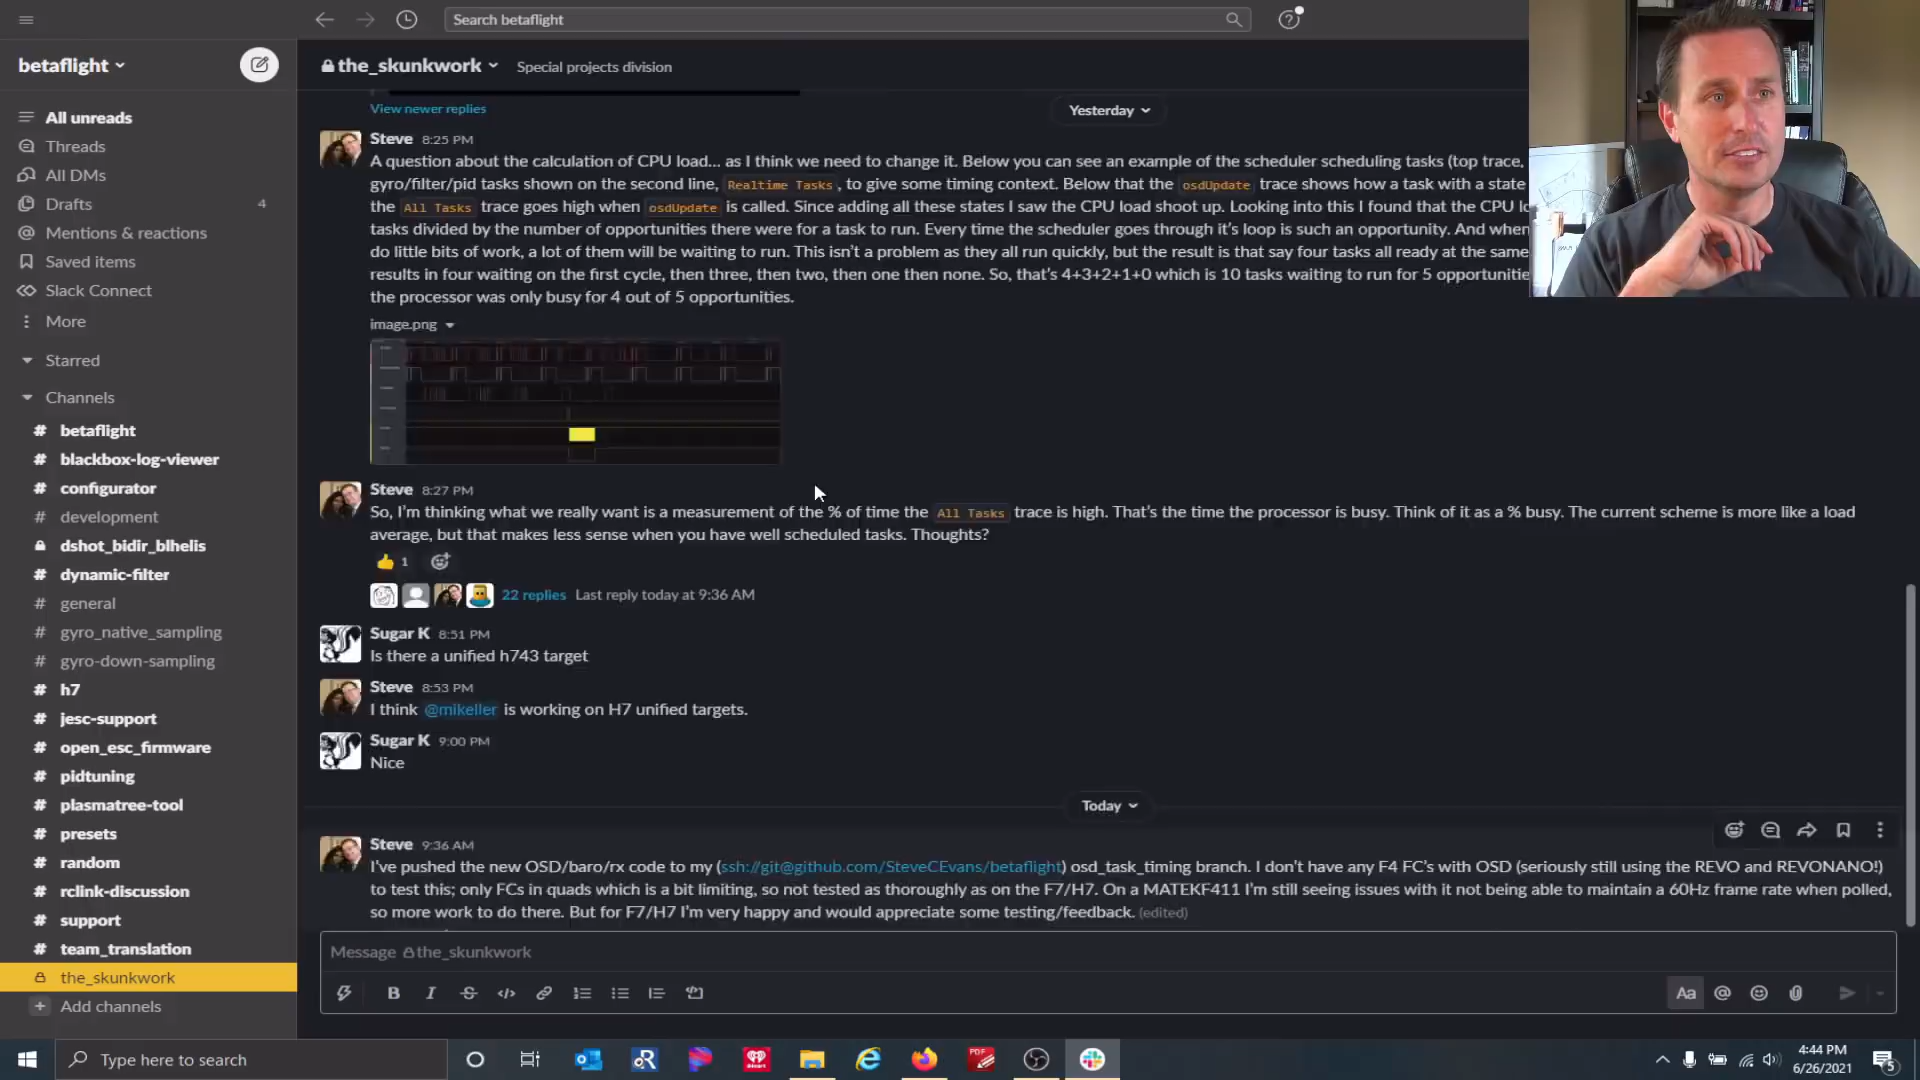 Search betaflight
betaflight
the_skunkwork
Special projects division
All unreads
Threads
All DMs
Drafts
4
Mentions & reactions
Saved items
Slack Connect
More
Starred
Channels
betaflight
blackbox-log-viewer
configurator
development
dshot_bidir_blhelis
dynamic-filter
general
gyro_native_sampling
gyro-down-sampling
h7
jesc-support
open_esc_firmware
pidtuning
plasmatree-tool
presets
random
rclink-discussion
support
team_translation
the_skunkwork
Add channels
View newer replies
Yesterday
Steve 8:25 PM
A question about the calculation of CPU load... as I think we need to change it. Below you can see an example of the scheduler scheduling tasks (top trace,
gyro/filter/pid tasks shown on the second line, Realtime Tasks, to give some timing context. Below that the osdUpdate trace shows how a task with a state
the All Tasks trace goes high when osdUpdate is called. Since adding all these states I saw the CPU load shoot up. Looking into this I found that the CPU
tasks divided by the number of opportunities there were for a task to run. Every time the scheduler goes through it's loop is such an opportunity. And when
do little bits of work, a lot of them will be waiting to run. This isn't a problem as they all run quickly, but the result is that say four tasks all ready at the same
results in four waiting on the first cycle, then three, then two, then one then none. So, that's 4+3+2+1+0 which is 10 tasks waiting to run for 5
the processor was only busy for 4 out of 5 opportunities.
image.png
Steve 8:27 PM
So, I'm thinking what we really want is a measurement of the % of time the All Tasks trace is high. That's the time the processor is busy. Think of it as a % busy. The current scheme is more like a load
average, but that makes less sense when you have well scheduled tasks. Thoughts?
1
22 replies Last reply today at 9:36 AM
Sugar K 8:51 PM
Is there a unified h743 target
Steve 8:53 PM
I think @mikeller is working on H7 unified targets.
Sugar K 9:00 PM
Nice
Today
Steve 9:36 AM
I've pushed the new OSD/baro/rx code to my (ssh://git@github.com/SteveCEvans/betaflight) osd_task_timing branch. I don't have any F4 FC's with OSD (seriously still using the REVO and REVONANO!)
to test this; only FCs in quads which is a bit limiting, so not tested as thoroughly as on the F7/H7. On a MATEKF411 I'm still seeing issues with it not being able to maintain a 60Hz frame rate when polled,
so more work to do there. But for F7/H7 I'm very happy and would appreciate some testing/feedback. (edited)
Message the_skunkwork
B I S Aa @
Type here to search
4:44 PM
6/26/2021
5